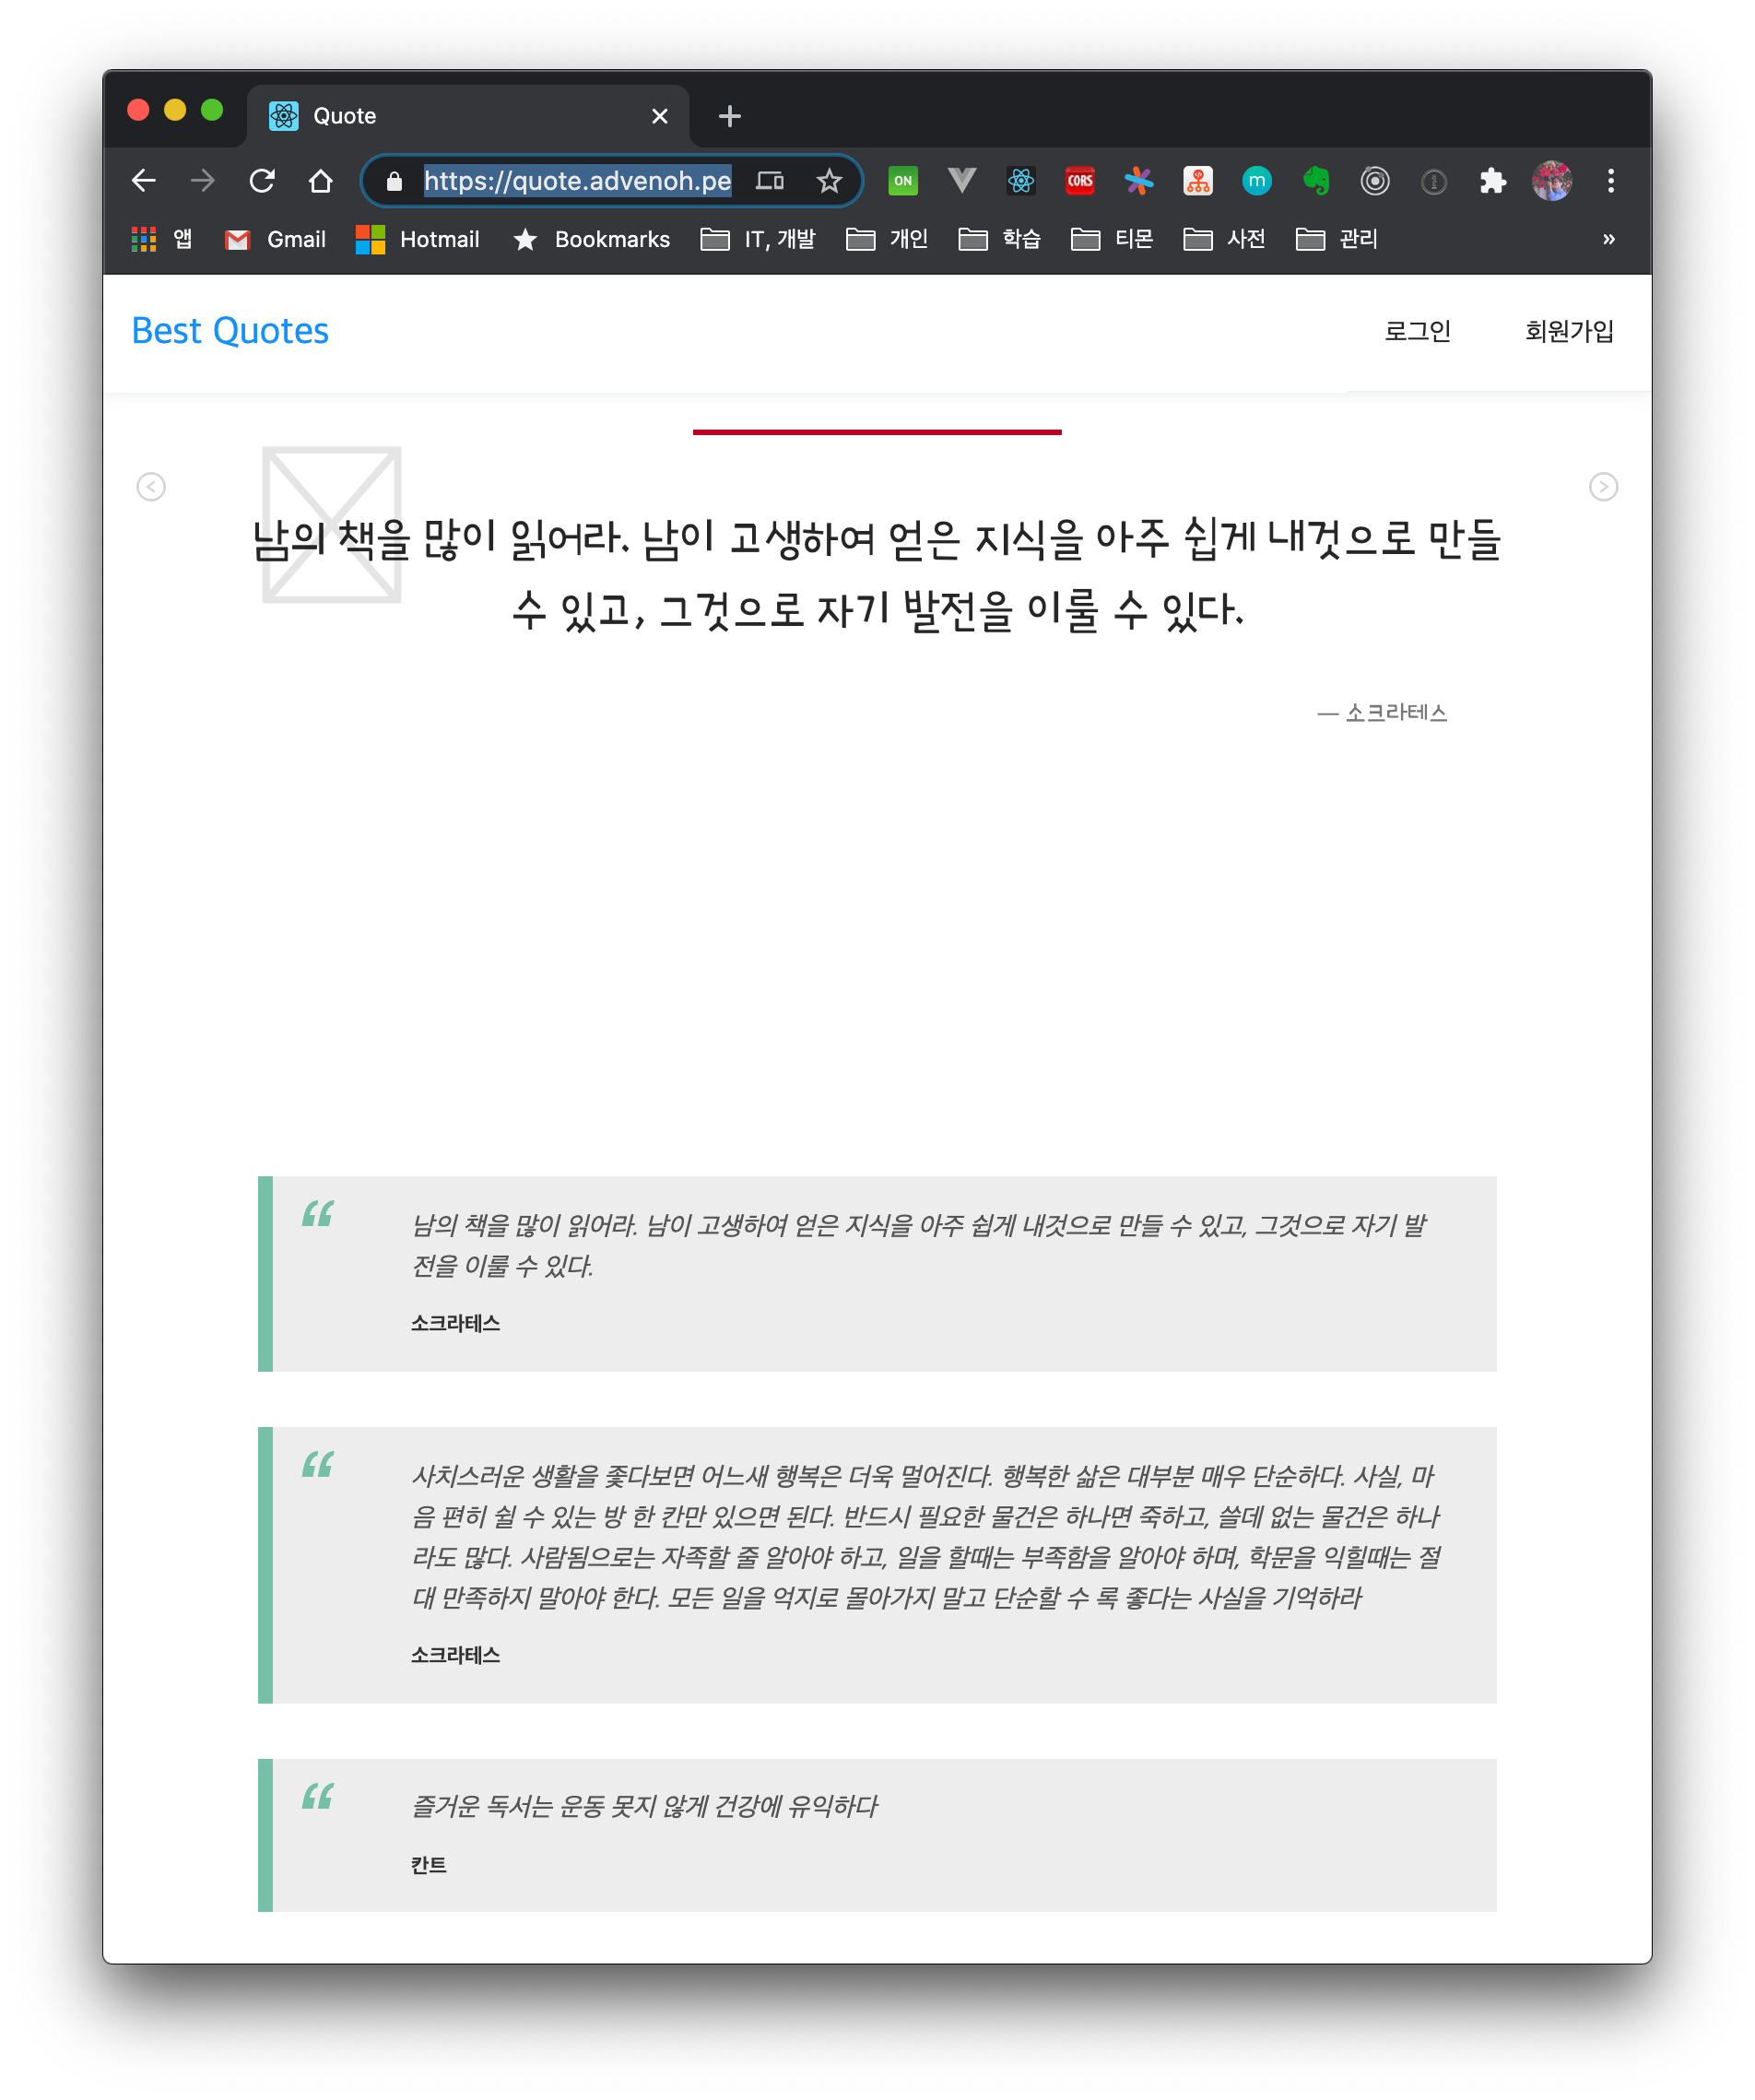 Quote
https://quote.advenoh.pe
ON
CORS
m
앱 Gmail Hotmail Bookmarks IT, 개발 개인 학습 티몬 사전 관리 »
Best Quotes 로그인 회원가입
남의 책을 많이 읽어라. 남이 고생하여 얻은 지식을 아주 쉽게 내것으로 만들
수 있고, 그것으로 자기 발전을 이룰 수 있다.
— 소크라테스
“ 남의 책을 많이 읽어라. 남이 고생하여 얻은 지식을 아주 쉽게 내것으로 만들 수 있고, 그것으로 자기 발
전을 이룰 수 있다.
소크라테스
“ 사치스러운 생활을 좇다보면 어느새 행복은 더욱 멀어진다. 행복한 삶은 대부분 매우 단순하다. 사실, 마
음 편히 쉴 수 있는 방 한 칸만 있으면 된다. 반드시 필요한 물건은 하나면 죽하고, 쓸데 없는 물건은 하나
라도 많다. 사람됨으로는 자족할 줄 알아야 하고, 일을 할때는 부족함을 알아야 하며, 학문을 익힐때는 절
대 만족하지 말아야 한다. 모든 일을 억지로 몰아가지 말고 단순할 수 록 좋다는 사실을 기억하라
소크라테스
“ 즐거운 독서는 운동 못지 않게 건강에 유익하다
칸트